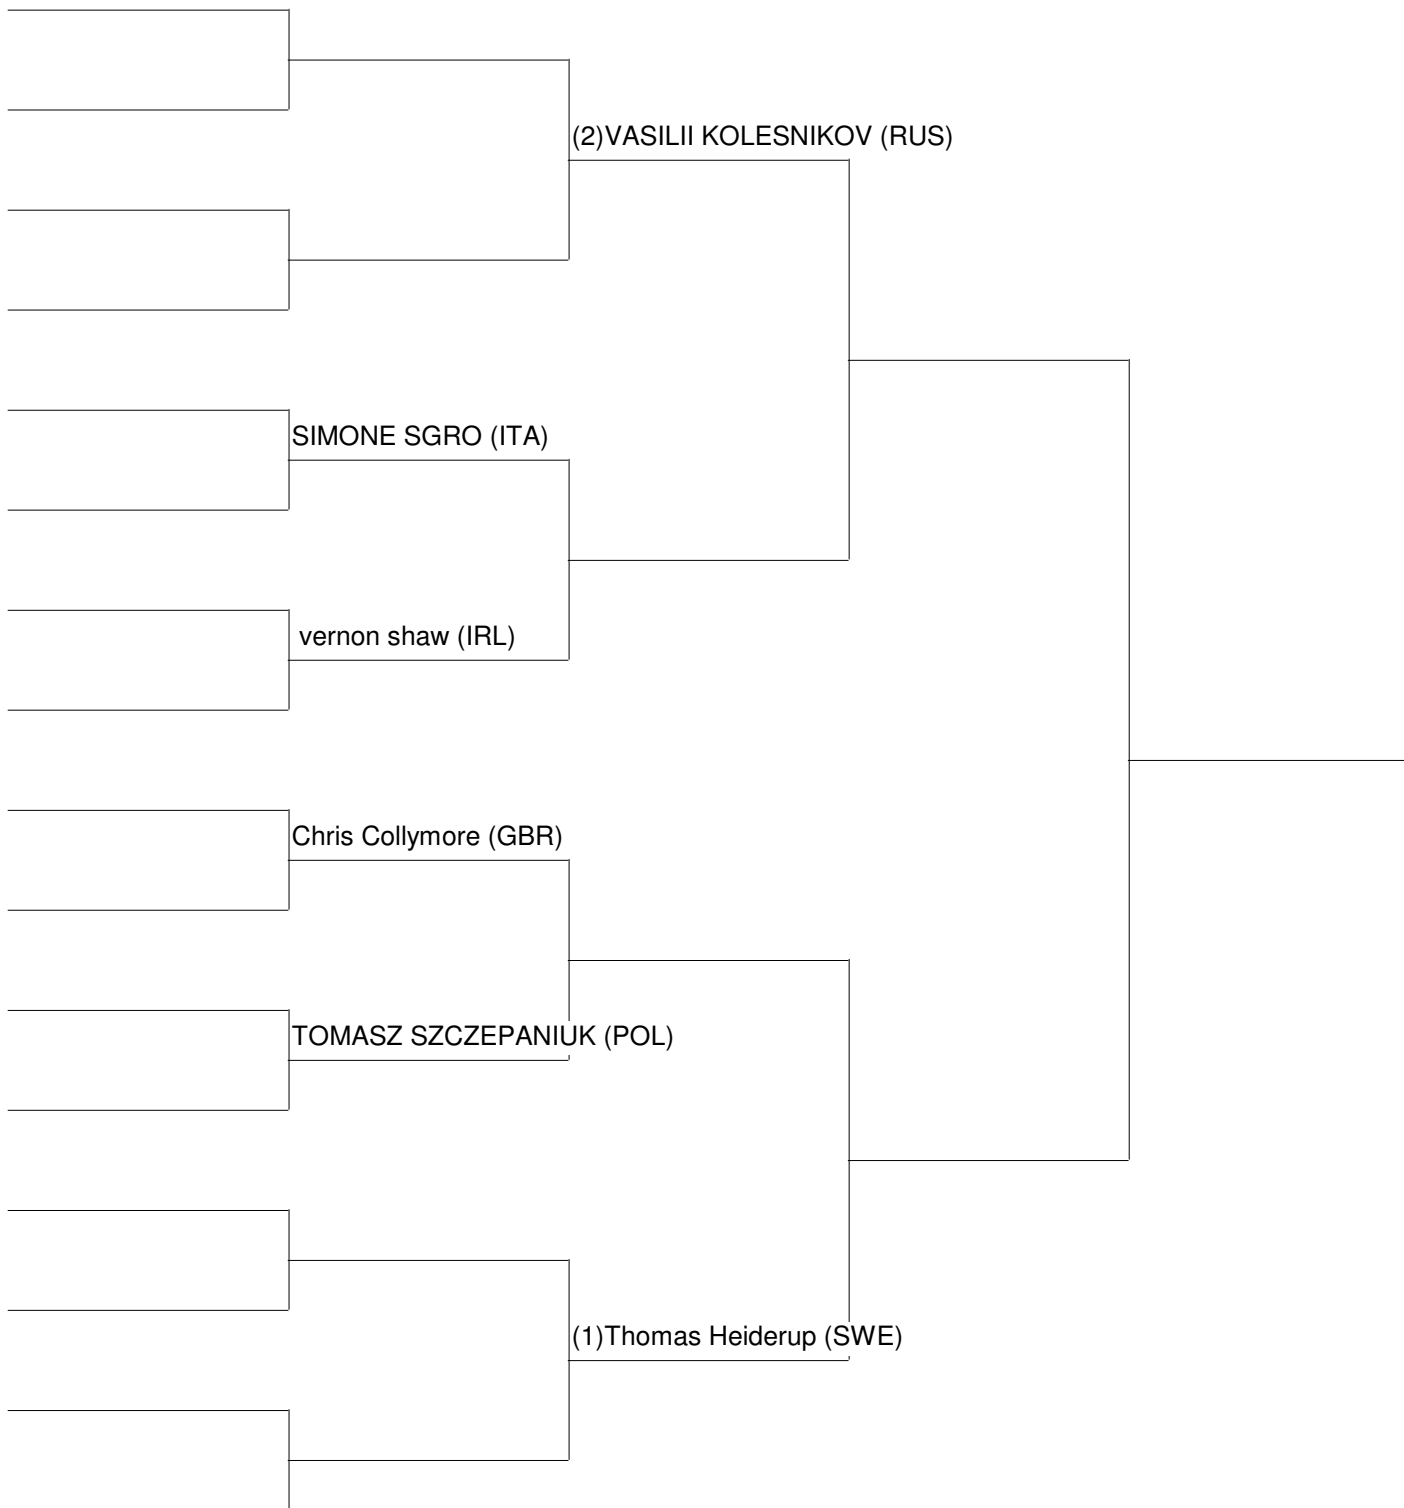 (2)VASILII KOLESNIKOV (RUS)
SIMONE SGRO (ITA)
vernon shaw (IRL)
Chris Collymore (GBR)
TOMASZ SZCZEPANIUK (POL)
(1)Thomas Heiderup (SWE)